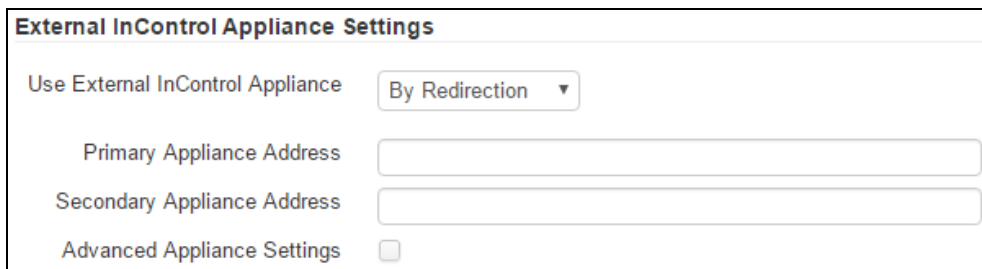 External InControl Appliance Settings
Use External InControl Appliance
By Redirection
Primary Appliance Address
Secondary Appliance Address
Advanced Appliance Settings